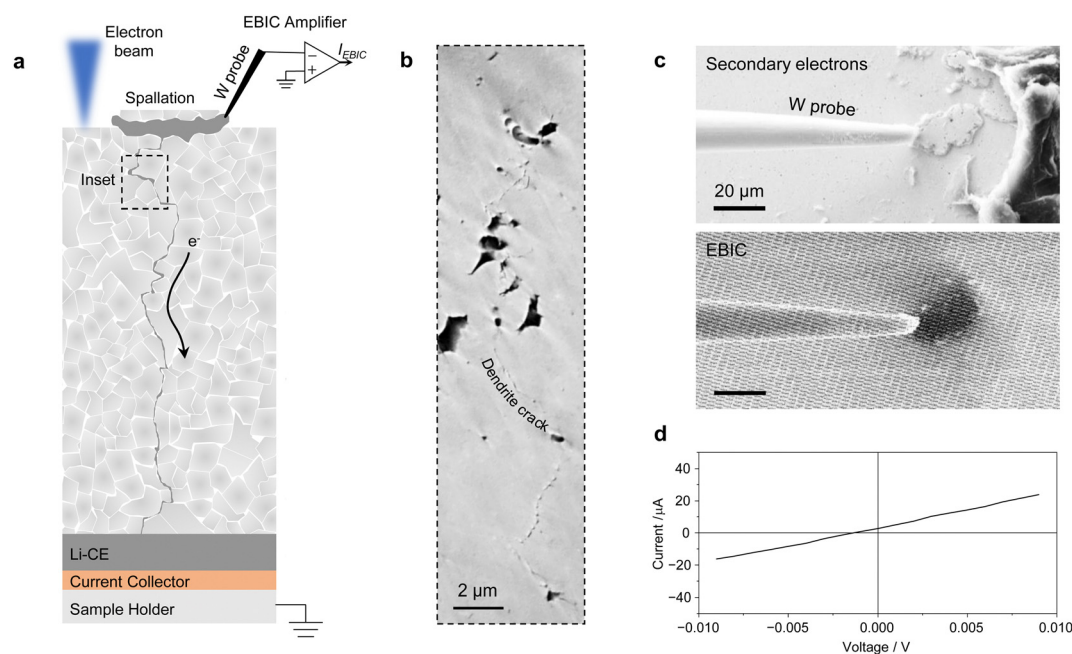 a
Electron
beam
EBIC Amplifier
W probe
−
+
I_EBIC
Spallation
Inset
e⁻
Li-CE
Current Collector
Sample Holder
b
Dendrite crack
2 μm
c
Secondary electrons
W probe
20 μm
EBIC
d
Current /μA
40
20
0
−20
−40
−0.010
−0.005
0.000
0.005
0.010
Voltage / V